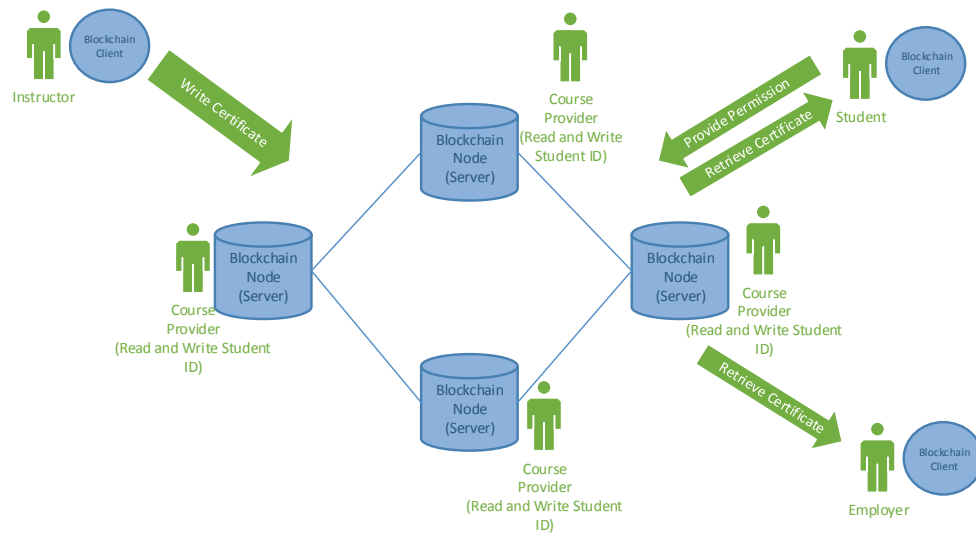 Blockchain
Client
Instructor
Write Certificate
Course
Provider
(Read and Write
Student ID)
Blockchain
Node
(Server)
Provide Permission
Retrieve Certificate
Blockchain
Client
Student
Blockchain
Node
(Server)
Course
Provider
(Read and Write Student
ID)
Blockchain
Node
(Server)
Course
Provider
(Read and Write Student
ID)
Blockchain
Node
(Server)
Course
Provider
(Read and Write Student
ID)
Retrieve Certificate
Blockchain
Client
Employer